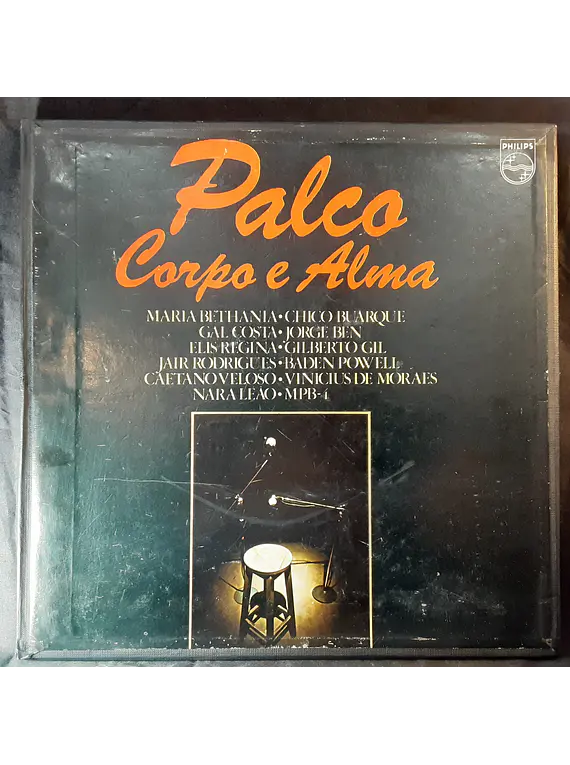 PHILIPS
Palco
Corpo e Alma
MARIA BETHANIA • CHICO BUARQUE
GAL COSTA • JORGE BEN
ELIS REGINA • GILBERTO GIL
JAIR RODRIGUES • BADEN POWELL
CAETANO VELOSO • VINICIUS DE MORAES
NARA LEÃO • MPB-4